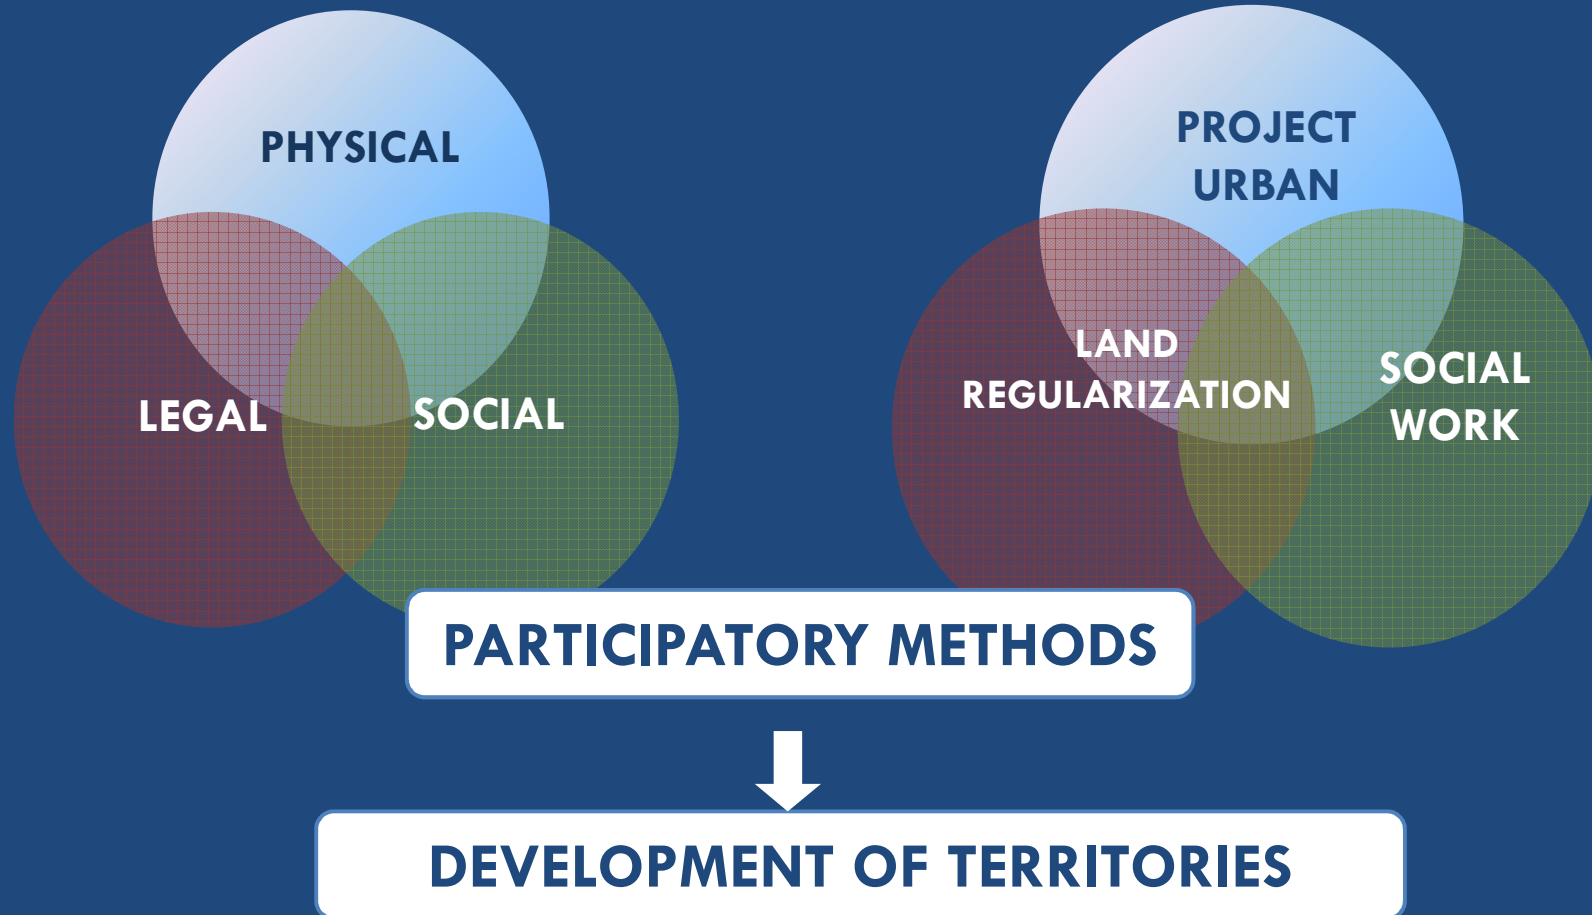 PHYSICAL
LEGAL
SOCIAL
PROJECT
URBAN
LAND
REGULARIZATION
SOCIAL
WORK
PARTICIPATORY METHODS
DEVELOPMENT OF TERRITORIES